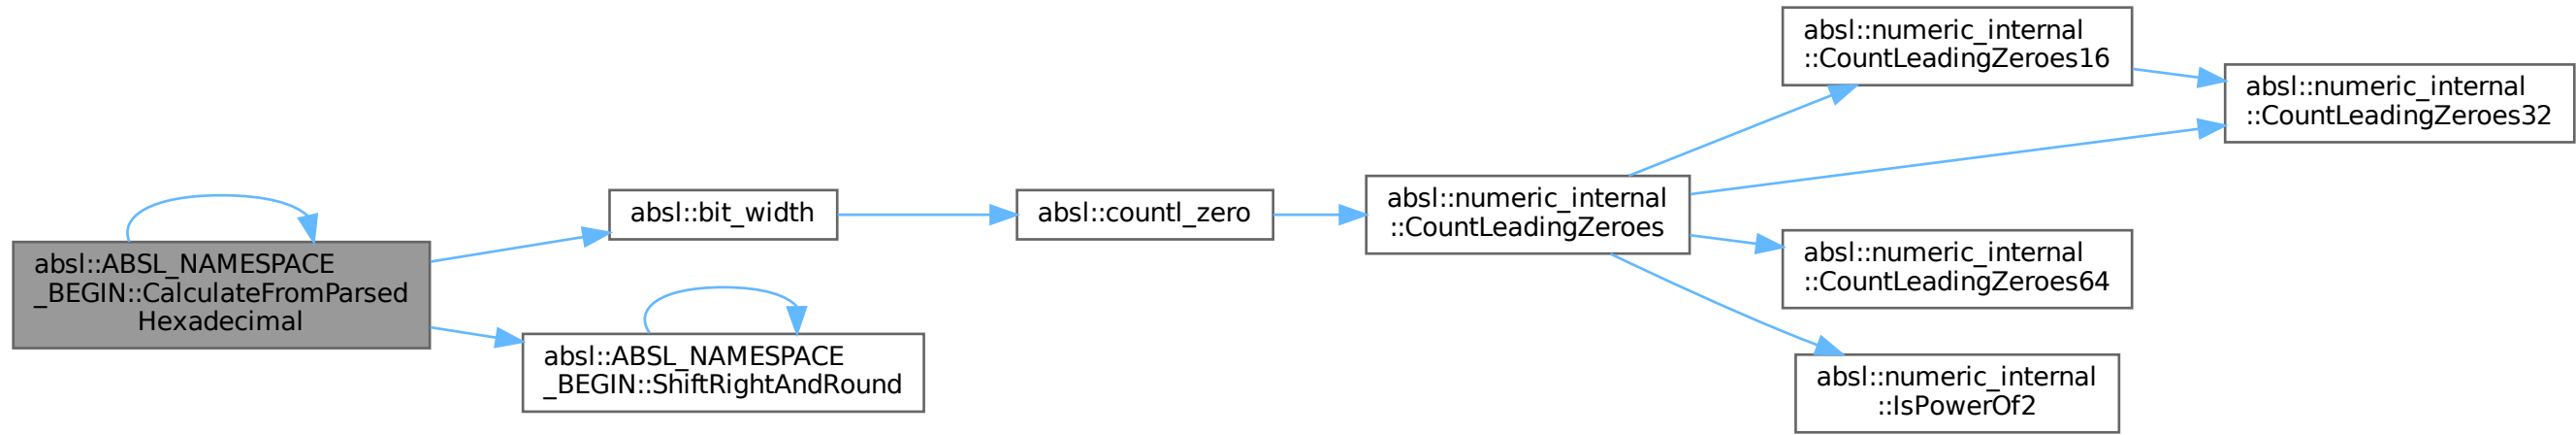 absl::ABSL_NAMESPACE
_BEGIN::CalculateFromParsed
Hexadecimal
absl::bit_width
absl::ABSL_NAMESPACE
_BEGIN::ShiftRightAndRound
absl::countl_zero
absl::numeric_internal
::CountLeadingZeroes
absl::numeric_internal
::CountLeadingZeroes16
absl::numeric_internal
::CountLeadingZeroes32
absl::numeric_internal
::CountLeadingZeroes64
absl::numeric_internal
::IsPowerOf2